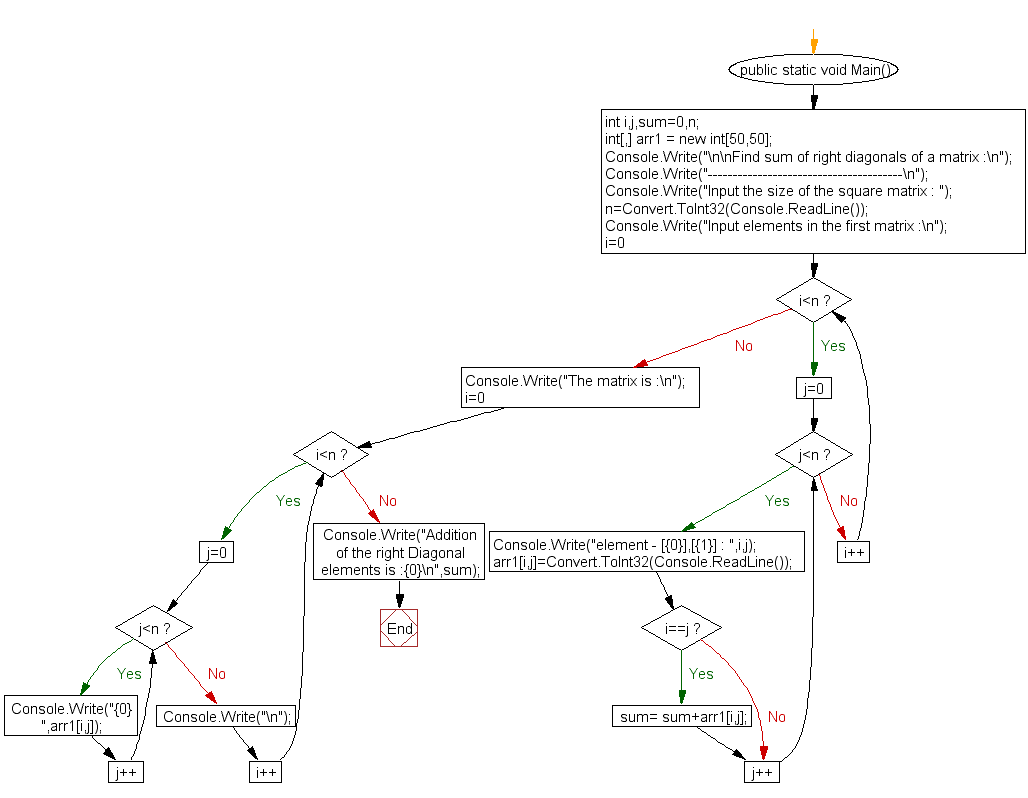 public static void Main()
int i,j,sum=0,n;
int[,] arr1 = new int[50,50];
Console.Write("\n\nFind sum of right diagonals of a matrix :\n");
Console.Write("---------------------------------------\n");
Console.Write("Input the size of the square matrix : ");
n=Convert.ToInt32(Console.ReadLine());
Console.Write("Input elements in the first matrix :\n");
i=0
i<n ?
No
Yes
Console.Write("The matrix is :\n");
i=0
j=0
i<n ?
j<n ?
Yes
No
Yes
No
j=0
Console.Write("Addition
of the right Diagonal
elements is :{0}\n",sum);
Console.Write("element - [{0}],[{1}] : ",i,j);
arr1[i,j]=Convert.ToInt32(Console.ReadLine());
i++
j<n ?
End
i==j ?
Yes
No
Yes
Console.Write("{0}
",arr1[i,j]);
Console.Write("\n");
sum= sum+arr1[i,j];
No
j++
i++
j++